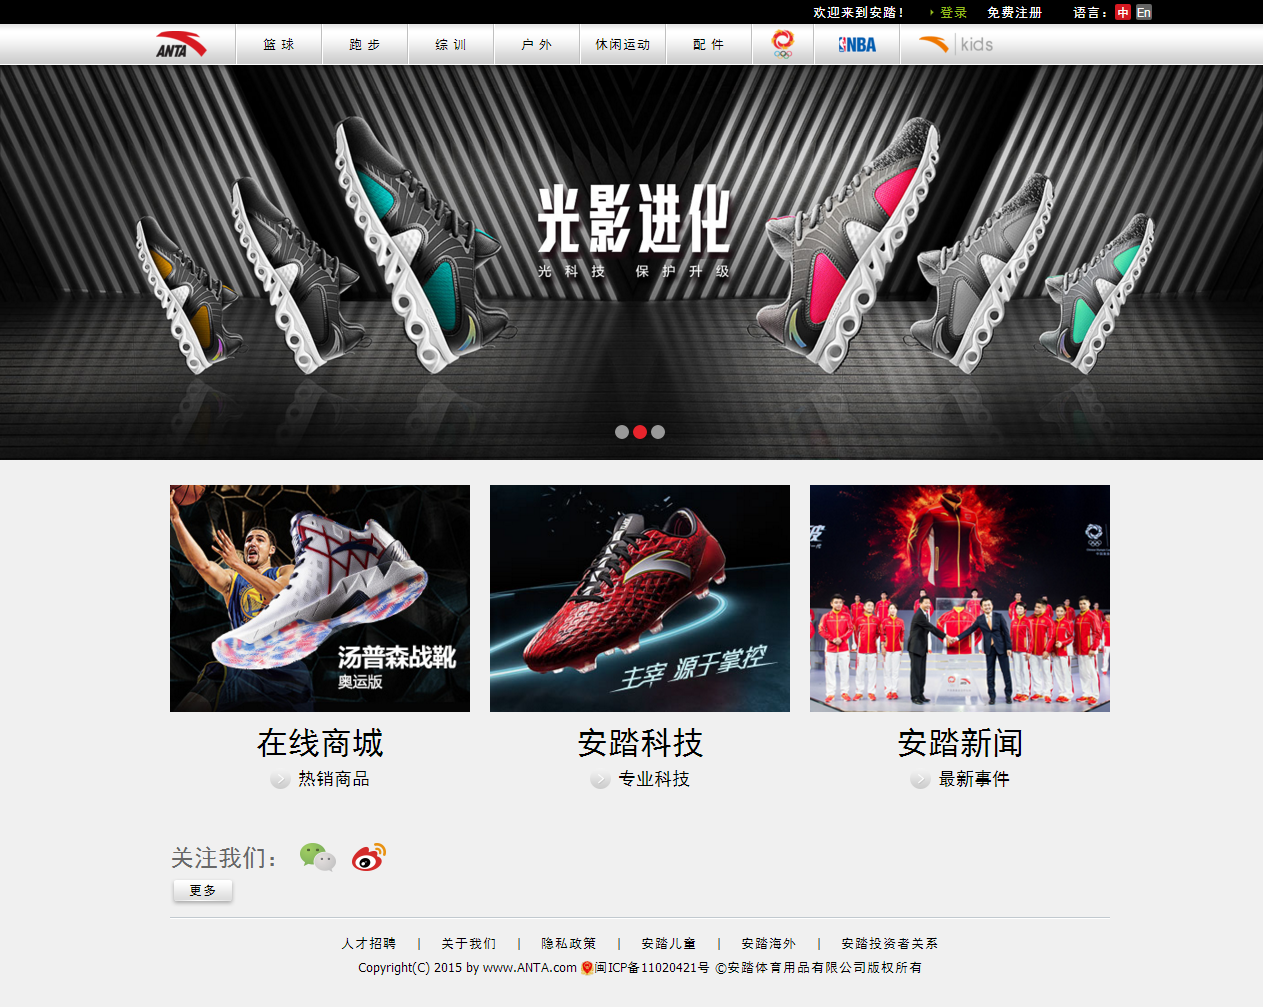 欢迎来到安踏！ 登录 免费注册 语言：中 En
ANTA 篮 球 跑 步 综 训 户 外 休闲运动 配 件 NBA kids
光影进化
光科技 保护升级
汤普森战靴
奥运版
主宰 源于掌控
在线商城 安踏科技 安踏新闻
热销商品 专业科技 最新事件
关注我们：
更多
人才招聘 | 关于我们 | 隐私政策 | 安踏儿童 | 安踏海外 | 安踏投资者关系
Copyright(C) 2015 by www.ANTA.com 闽ICP备11020421号 ©安踏体育用品有限公司版权所有